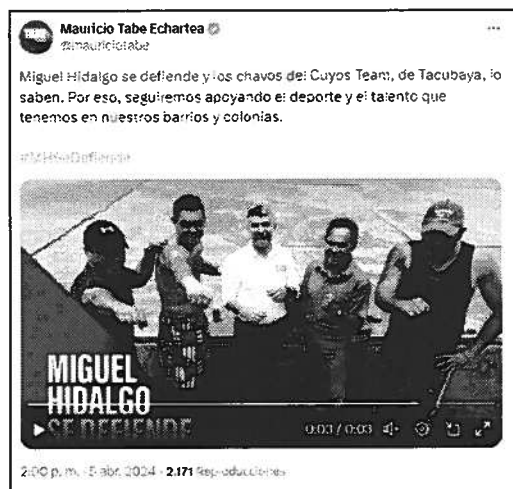 Mauricio Tabe Echartea
@mauriciotabe
Miguel Hidalgo se defiende y los chavos del Cuyos Team, de Tacubaya, lo
saben. Por eso, seguiremos apoyando el deporte y el talento que
tenemos en nuestros barrios y colonias.
#MHSeDefiende
MIGUEL
HIDALGO
SE DEFIENDE
0:03 / 0:03
2:00 p. m. · 5 abr. 2024 · 2.171 Reproducciones